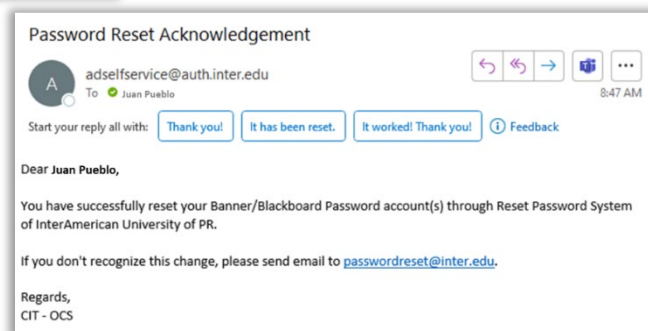 Password Reset Acknowledgement
A
adselfservice@auth.inter.edu
To Juan Pueblo
8:47 AM
Start your reply all with: Thank you! It has been reset. It worked! Thank you! Feedback
Dear Juan Pueblo,
You have successfully reset your Banner/Blackboard Password account(s) through Reset Password System
of InterAmerican University of PR.
If you don't recognize this change, please send email to passwordreset@inter.edu.
Regards,
CIT - OCS